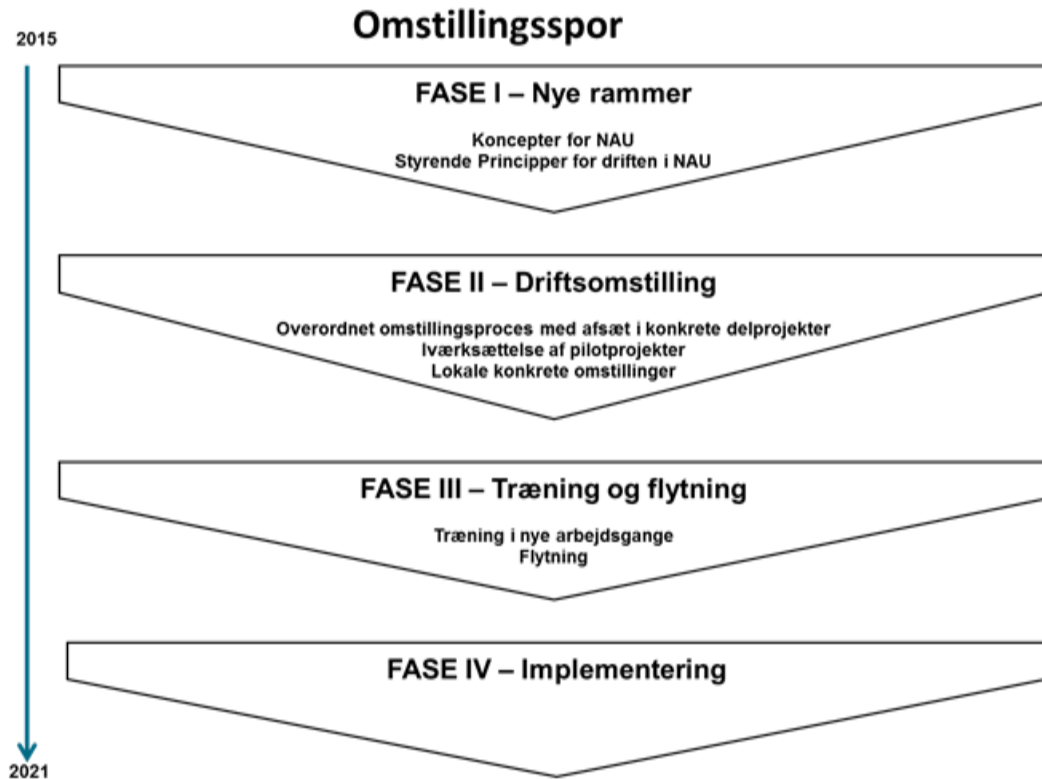 Omstillingsspor
2015
FASE I – Nye rammer
Koncepter for NAU
Styrende Principper for driften i NAU
FASE II – Driftsomstilling
Overordnet omstillingsproces med afsæt i konkrete delprojekter
Iværksættelse af pilotprojekter
Lokale konkrete omstillinger
FASE III – Træning og flytning
Træning i nye arbejdsgange
Flytning
FASE IV – Implementering
2021